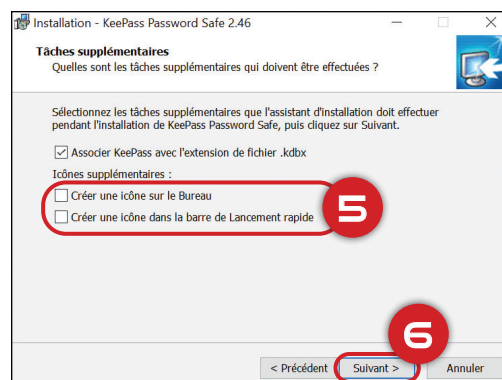 Installation - KeePass Password Safe 2.46
Tâches supplémentaires
Quelles sont les tâches supplémentaires qui doivent être effectuées ?
Sélectionnez les tâches supplémentaires que l'assistant d'installation doit effectuer
pendant l'installation de KeePass Password Safe, puis cliquez sur Suivant.
Associer KeePass avec l'extension de fichier .kdbx
Icônes supplémentaires :
Créer une icône sur le Bureau
Créer une icône dans la barre de Lancement rapide
5
6
< Précédent Suivant > Annuler